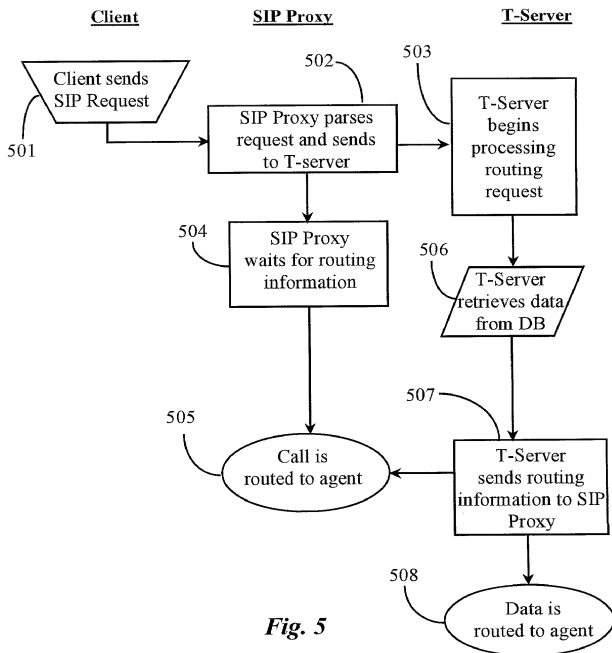 Client
SIP Proxy
T-Server
502
503
Client sends
SIP Request
501
SIP Proxy parses
request and sends
to T-server
T-Server
begins
processing
routing
request
504
SIP Proxy
waits for routing
information
506
T-Server
retrieves data
from DB
507
505
Call is
routed to agent
T-Server
sends routing
information to SIP
Proxy
508
Data is
routed to agent
Fig. 5